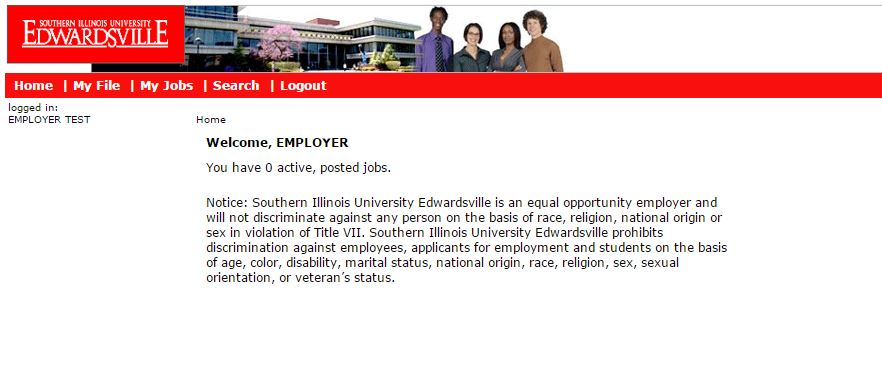 SOUTHERN ILLINOIS UNIVERSITY
EDWARDSVILLE
Home | My File | My Jobs | Search | Logout
logged in:
EMPLOYER TEST
Home
Welcome, EMPLOYER
You have 0 active, posted jobs.
Notice: Southern Illinois University Edwardsville is an equal opportunity employer and
will not discriminate against any person on the basis of race, religion, national origin or
sex in violation of Title VII. Southern Illinois University Edwardsville prohibits
discrimination against employees, applicants for employment and students on the basis
of age, color, disability, marital status, national origin, race, religion, sex, sexual
orientation, or veteran’s status.